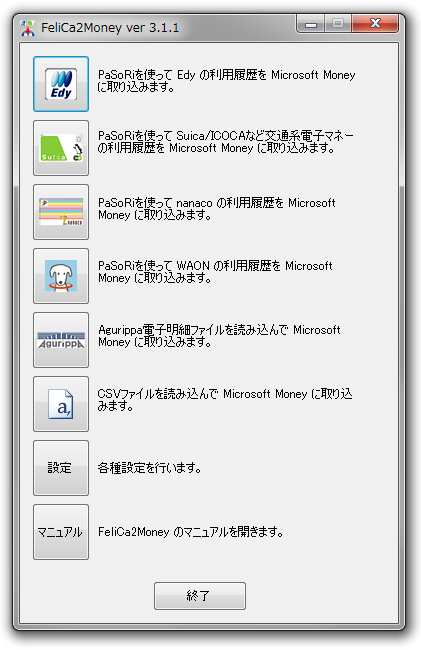 FeliCa2Money ver 3.1.1
Edy
PaSoRiを使って Edy の利用履歴を Microsoft Money
に取り込みます。
Suica
PaSoRiを使って Suica/ICOCAなど交通系電子マネー
の利用履歴を Microsoft Money に取り込みます。
nanaco
PaSoRiを使って nanaco の利用履歴を Microsoft
Money に取り込みます。
PaSoRiを使って WAON の利用履歴を Microsoft
Money に取り込みます。
Agurippa
Agurippa電子明細ファイルを読み込んで Microsoft
Money に取り込みます。
a,
CSVファイルを読み込んで Microsoft Money に取り込
みます。
設定
各種設定を行います。
マニュアル
FeliCa2Money のマニュアルを開きます。
終了